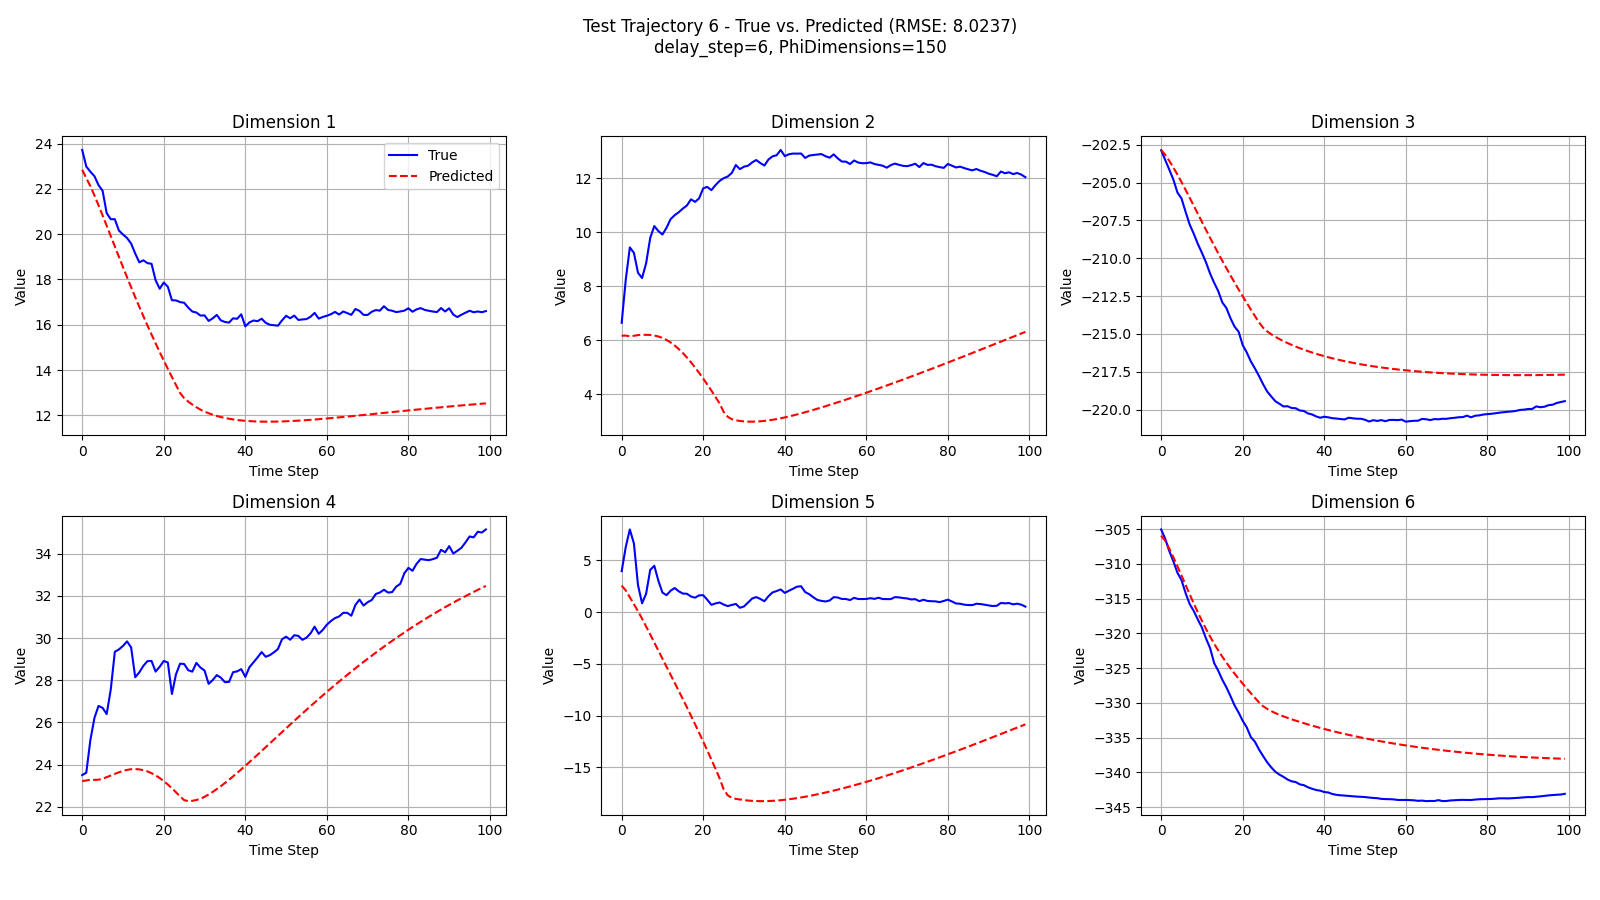 Test Trajectory 6 - True vs. Predicted (RMSE: 8.0237)
delay_step=6, PhiDimensions=150
Dimension 1
24
22
20
18
16
14
12
0 20 40 60 80 100
Value
Time Step
True
Predicted
Dimension 2
12
10
8
6
4
0 20 40 60 80 100
Value
Time Step
Dimension 3
−202.5
−205.0
−207.5
−210.0
−212.5
−215.0
−217.5
−220.0
0 20 40 60 80 100
Value
Time Step
Dimension 4
34
32
30
28
26
24
22
0 20 40 60 80 100
Value
Time Step
Dimension 5
5
0
−5
−10
−15
0 20 40 60 80 100
Value
Time Step
Dimension 6
−305
−310
−315
−320
−325
−330
−335
−340
−345
0 20 40 60 80 100
Value
Time Step